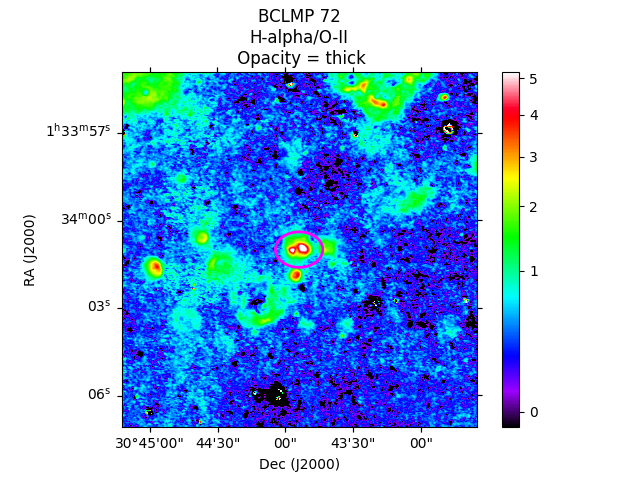 BCLMP 72
H-alpha/O-II
Opacity = thick
RA (J2000)
1ʰ33ᵐ57ˢ
34ᵐ00ˢ
03ˢ
06ˢ
30°45'00" 44'30" 00" 43'30" 00"
Dec (J2000)
5
4
3
2
1
0